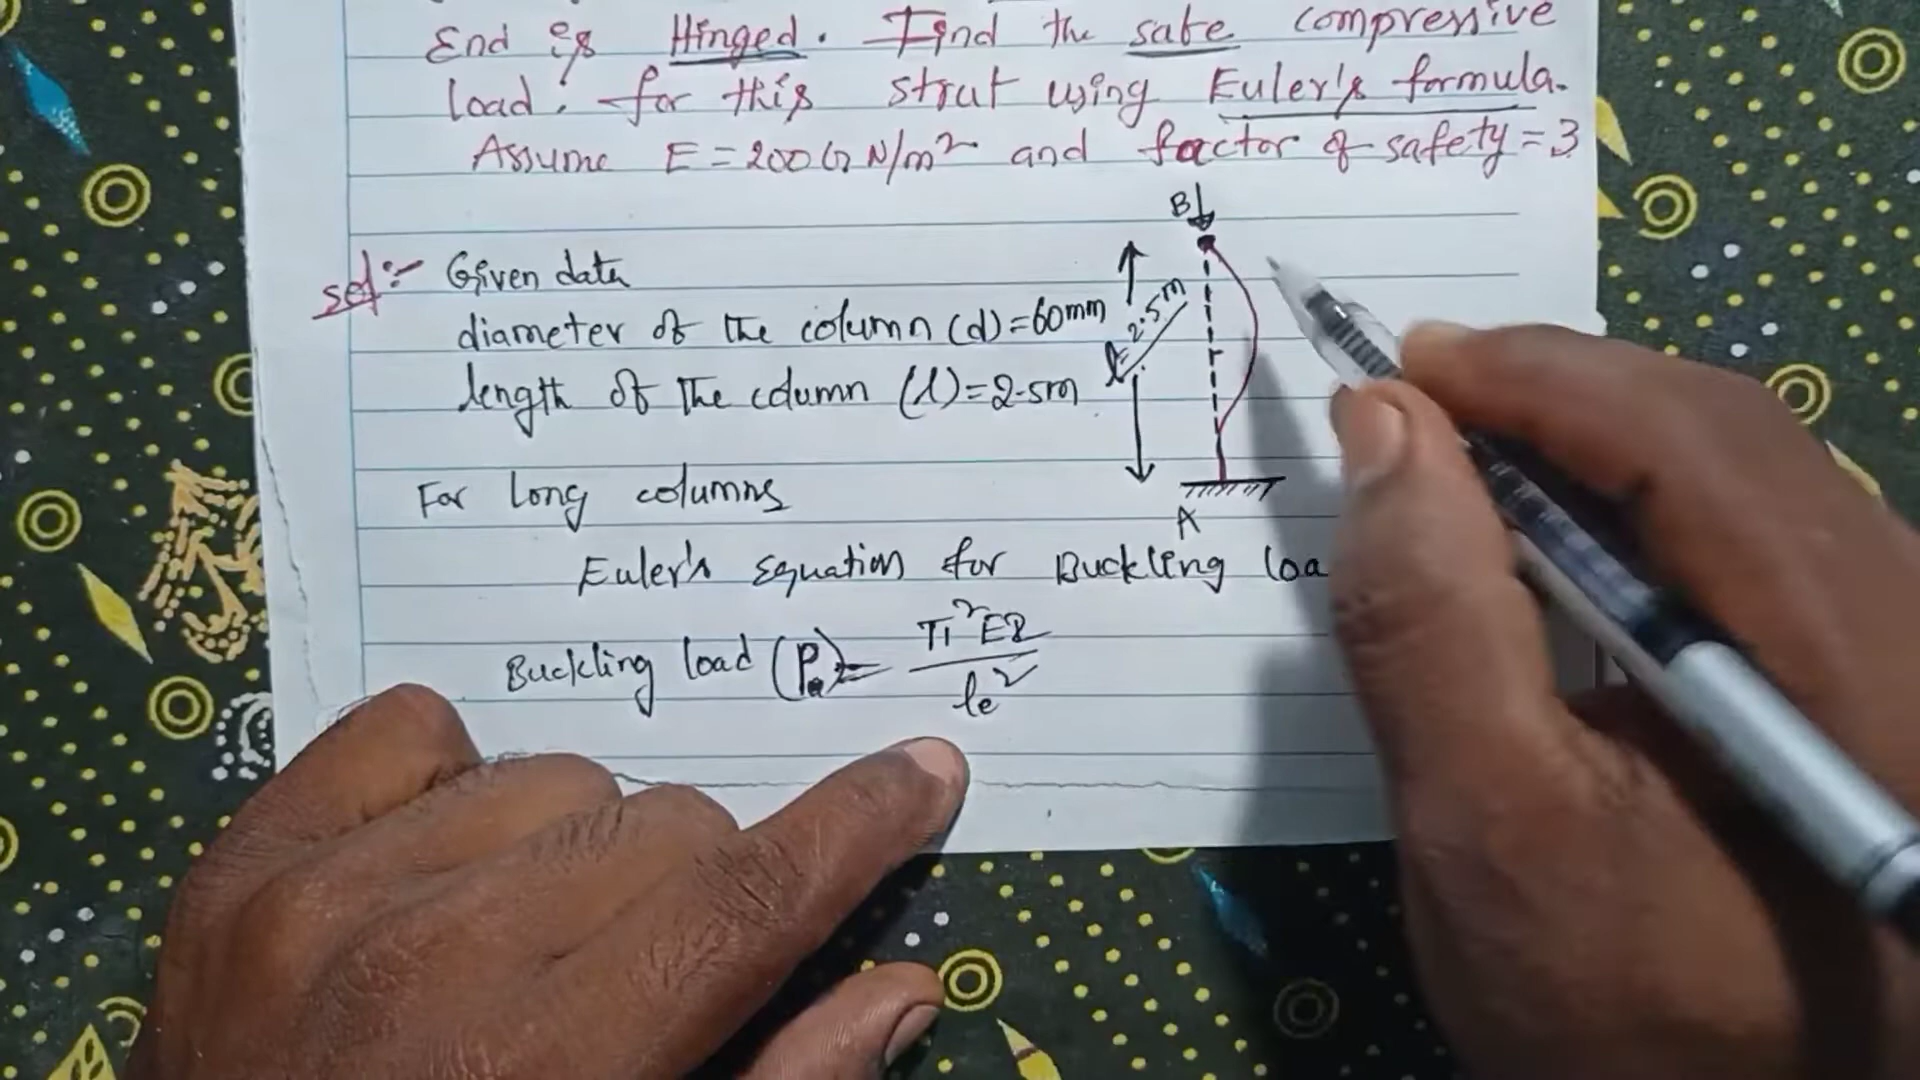 End is Hinged. Find the safe compressive
load. for this strut using Euler's formula.
Assume E = 200 G N/m² and factor of safety = 3
B
sol:- Given data
diameter of the column (d) = 60mm
l = 2.5m
length of the column (l) = 2.5m
For Long columns
A
Euler's Equation for Buckling loa
Buckling load (Pe) = π²EI
le²